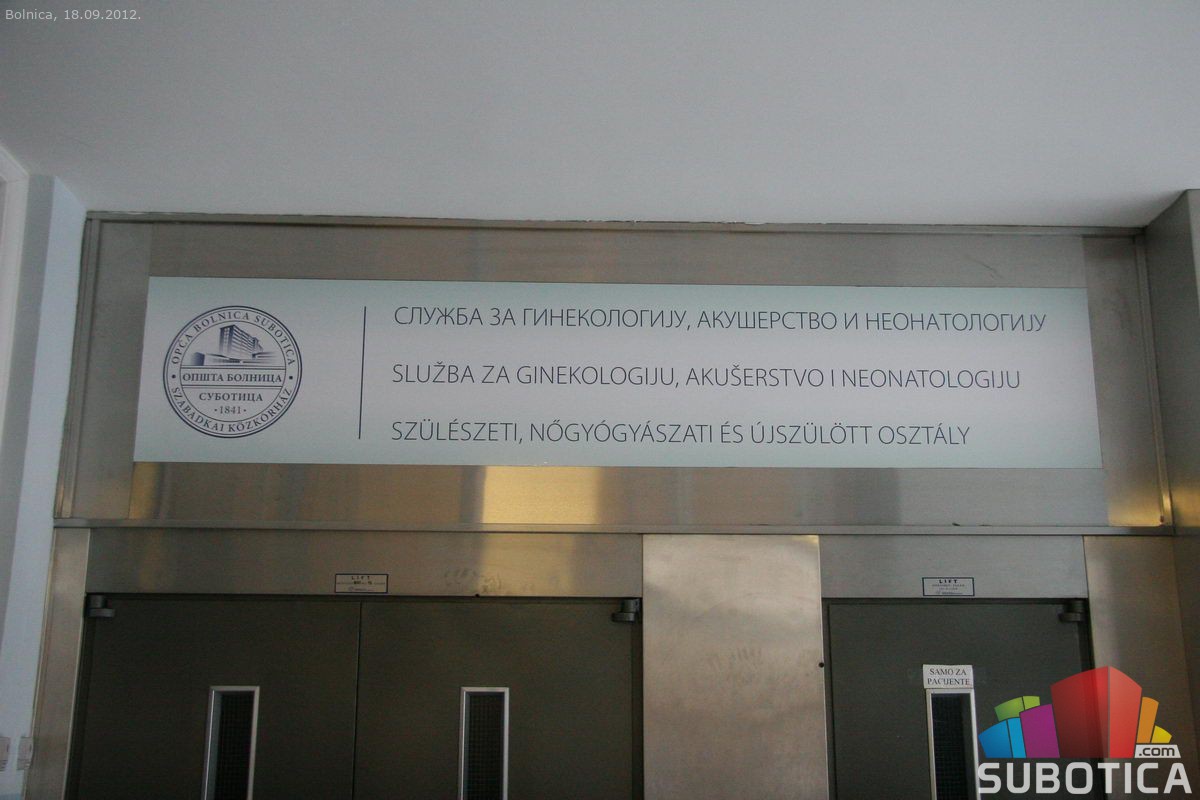 Bolnica, 18.09.2012.
СЛУЖБА ЗА ГИНЕКОЛОГИЈУ, АКУШЕРСТВО И НЕОНАТОЛОГИЈУ
SLUŽBA ZA GINEKOLOGIJU, AKUŠERSTVO I NEONATOLOGIJU
SZÜLÉSZETI, NŐGYÓGYÁSZATI ÉS ÚJSZÜLÖTT OSZTÁLY
OPĆA BOLNICA SUBOTICA
ОПШТА БОЛНИЦА
СУБОТИЦА
·1841·
SZABADKAI KÖZKÓRHÁZ
LIFT
LIFT
SAMO ZA
PACIJENTE
.com
SUBOTICA